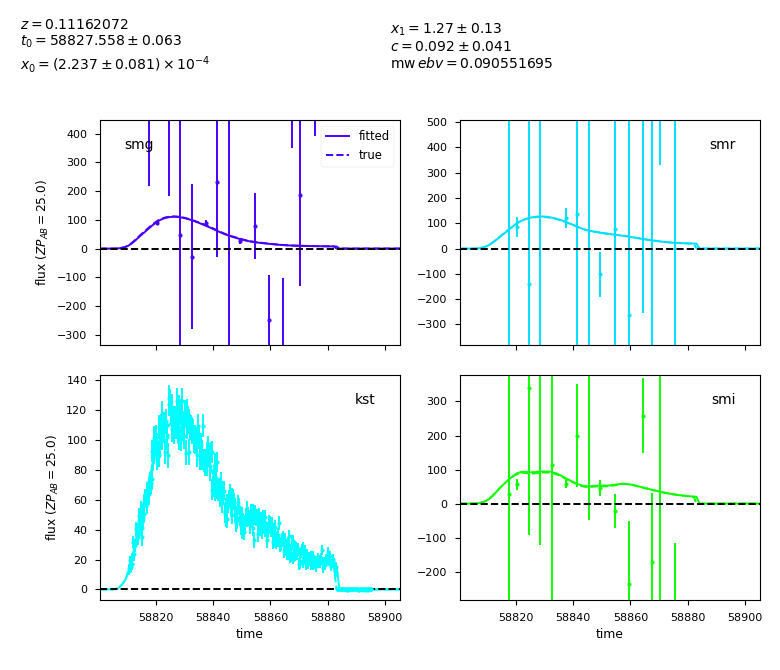 z = 0.11162072
t₀ = 58827.558 ± 0.063
x₀ = (2.237 ± 0.081) × 10⁻⁴
x₁ = 1.27 ± 0.13
c = 0.092 ± 0.041
mwebv = 0.090551695
smg
fitted
true
400
300
200
100
0
−100
−200
−300
flux (ZP_AB = 25.0)
smr
500
400
300
200
100
0
−100
−200
−300
kst
140
120
100
80
60
40
20
0
flux (ZP_AB = 25.0)
58820
58840
58860
58880
58900
time
smi
300
200
100
0
−100
−200
58820
58840
58860
58880
58900
time